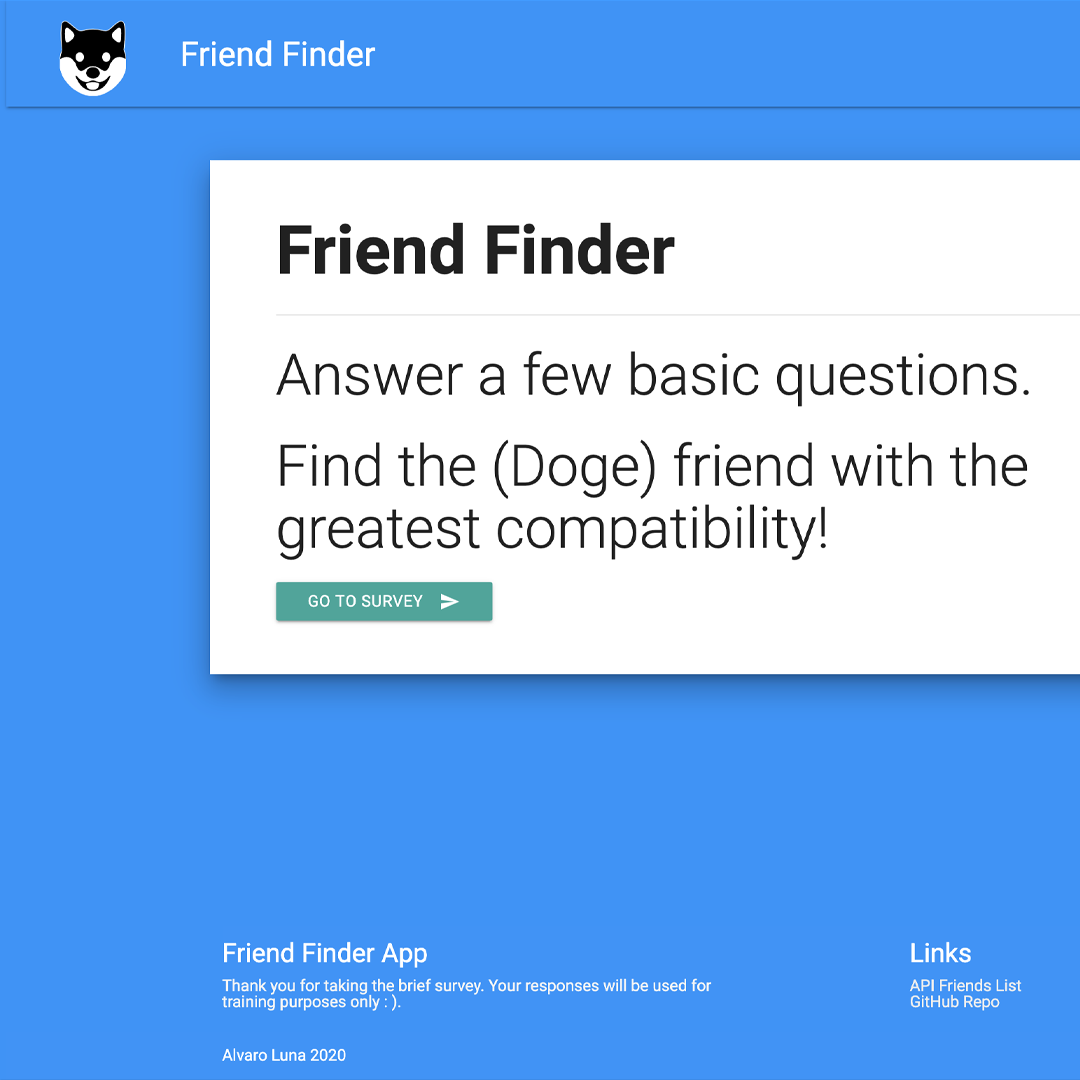 Friend Finder
Friend Finder
Answer a few basic questions.
Find the (Doge) friend with the
greatest compatibility!
GO TO SURVEY
Friend Finder App
Thank you for taking the brief survey. Your responses will be used for
training purposes only : ).
Links
API Friends List
GitHub Repo
Alvaro Luna 2020